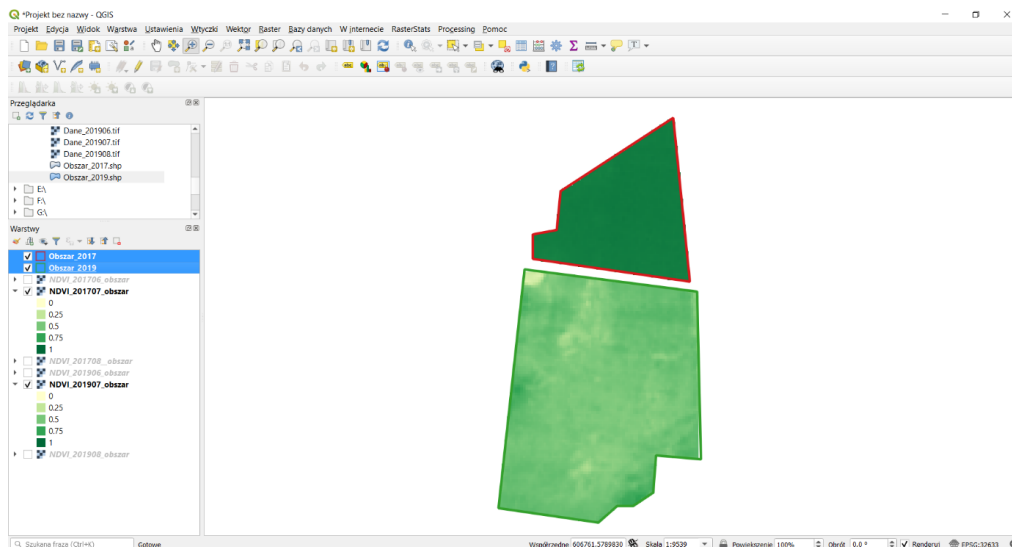 *Projekt bez nazwy - QGIS
Projekt Edycja Widok Warstwa Ustawienia Wtyczki Wektor Raster Bazy danych W internecie RasterStats Processing Pomoc
Przeglądarka
Dane_201906.tif
Dane_201907.tif
Dane_201908.tif
Obszar_2017.shp
Obszar_2019.shp
E:\
F:\
G:\
Warstwy
Obszar_2017
Obszar_2019
NDVI_201706_obszar
NDVI_201707_obszar
0
0.25
0.5
0.75
1
NDVI_201708_obszar
NDVI_201906_obszar
NDVI_201907_obszar
0
0.25
0.5
0.75
1
NDVI_201908_obszar
Szukana fraza (Ctrl+K) Gotowe Współrzędne 606761,5789830 Skala 1:9539 Powiększenie 100% Obrót 0,0 ° Renderuj EPSG:32633